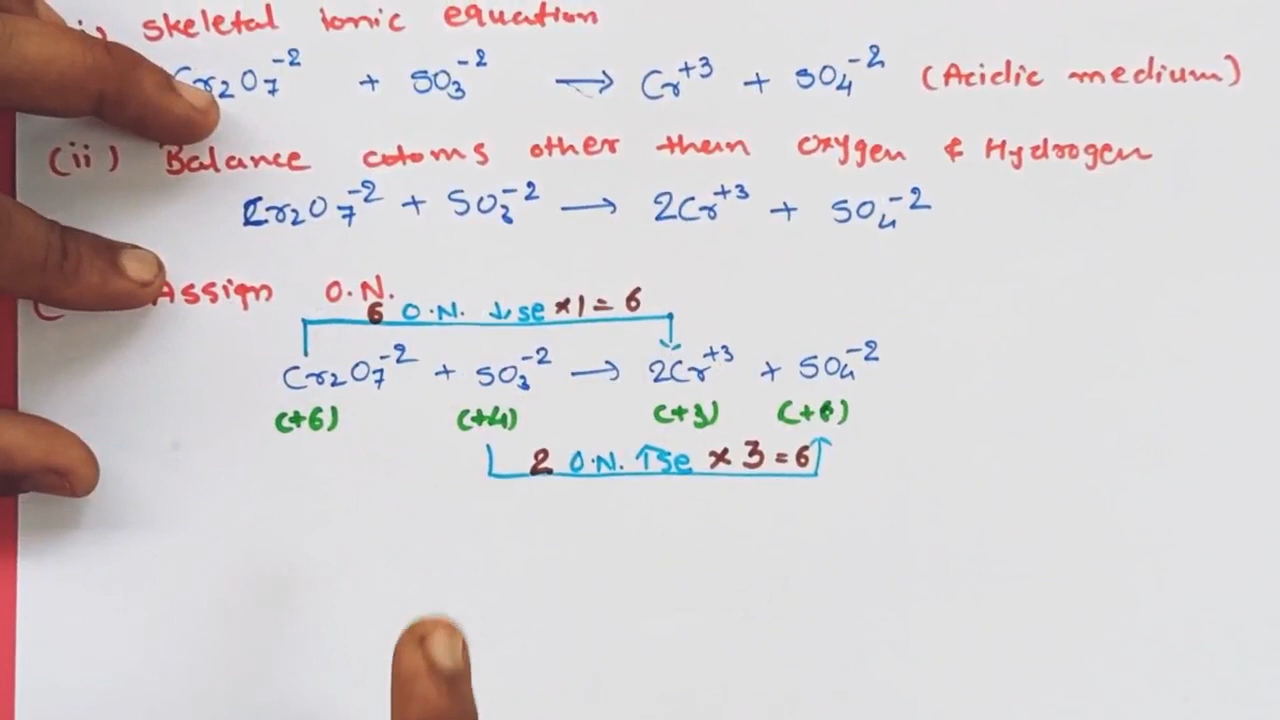 skeletal ionic equation
Cr₂O₇⁻² + SO₃⁻² → Cr⁺³ + SO₄⁻² (Acidic medium)
(ii) Balance atoms other then oxygen & Hydrogen
Cr₂O₇⁻² + SO₃⁻² → 2Cr⁺³ + SO₄⁻²
Assign O.N.
6 O.N. ↓se ×1=6
Cr₂O₇⁻² + SO₃⁻² → 2Cr⁺³ + SO₄⁻²
(+6) (+4) (+3) (+6)
2 O.N. ↑se × 3=6